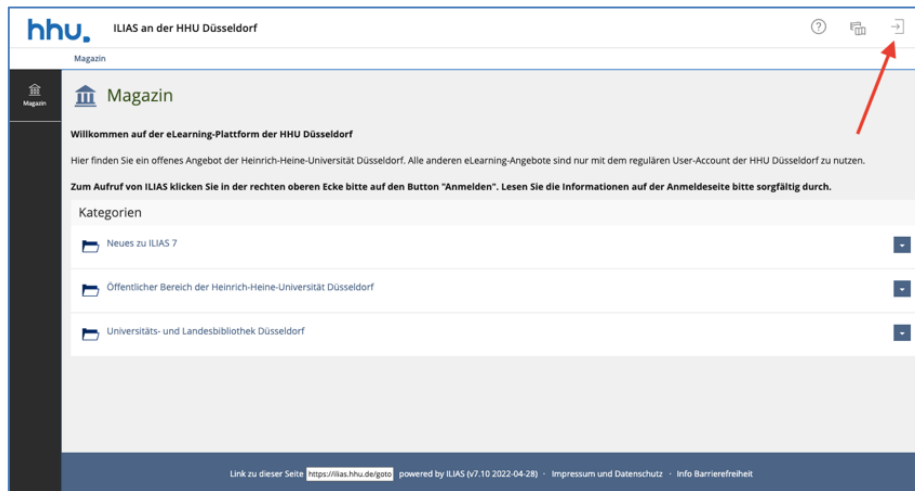 hhu. ILIAS an der HHU Düsseldorf
Magazin
Magazin
Magazin
Willkommen auf der eLearning-Plattform der HHU Düsseldorf
Hier finden Sie ein offenes Angebot der Heinrich-Heine-Universität Düsseldorf. Alle anderen eLearning-Angebote sind nur mit dem regulären User-Account der HHU Düsseldorf zu nutzen.
Zum Aufruf von ILIAS klicken Sie in der rechten oberen Ecke bitte auf den Button "Anmelden". Lesen Sie die Informationen auf der Anmeldeseite bitte sorgfältig durch.
Kategorien
Neues zu ILIAS 7
Öffentlicher Bereich der Heinrich-Heine-Universität Düsseldorf
Universitäts- und Landesbibliothek Düsseldorf
Link zu dieser Seite https://ilias.hhu.de/goto powered by ILIAS (v7.10 2022-04-28) · Impressum und Datenschutz · Info Barrierefreiheit